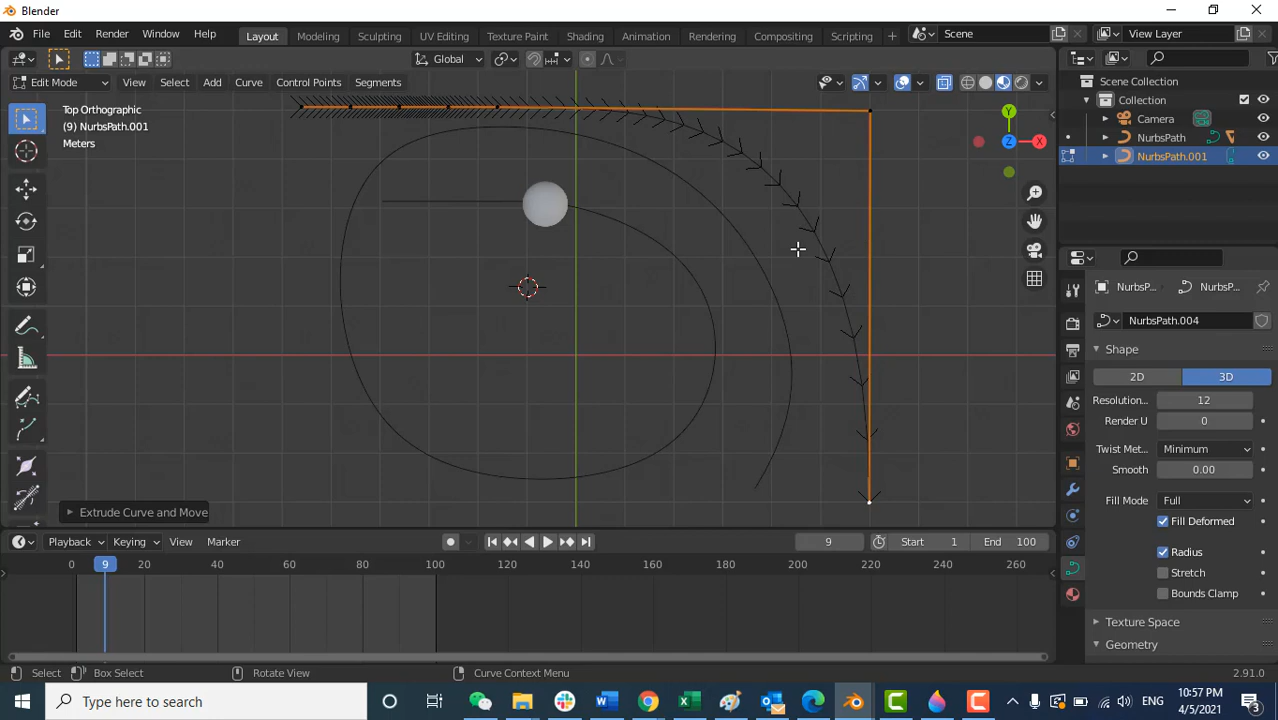 Blender
File Edit Render Window Help Layout Modeling Sculpting UV Editing Texture Paint Shading Animation Rendering Compositing Scripting + Scene View Layer
Global
Edit Mode View Select Add Curve Control Points Segments
Scene Collection
Collection
Camera
NurbsPath
NurbsPath.001
Top Orthographic
(9) NurbsPath.001
Meters
Y
Z
X
NurbsP... NurbsP...
NurbsPath.004
Shape
2D 3D
Resolution... 12
Render U 0
Twist Met... Minimum
Smooth 0.00
Fill Mode Full
Fill Deformed
Radius
Stretch
Bounds Clamp
Texture Space
Geometry
Extrude Curve and Move
Playback Keying View Marker 9 Start 1 End 100
0 9 20 40 60 80 100 120 140 160 180 200 220 240 260
Select Box Select Rotate View Curve Context Menu 2.91.0
Type here to search
ENG
10:57 PM
4/5/2021
3